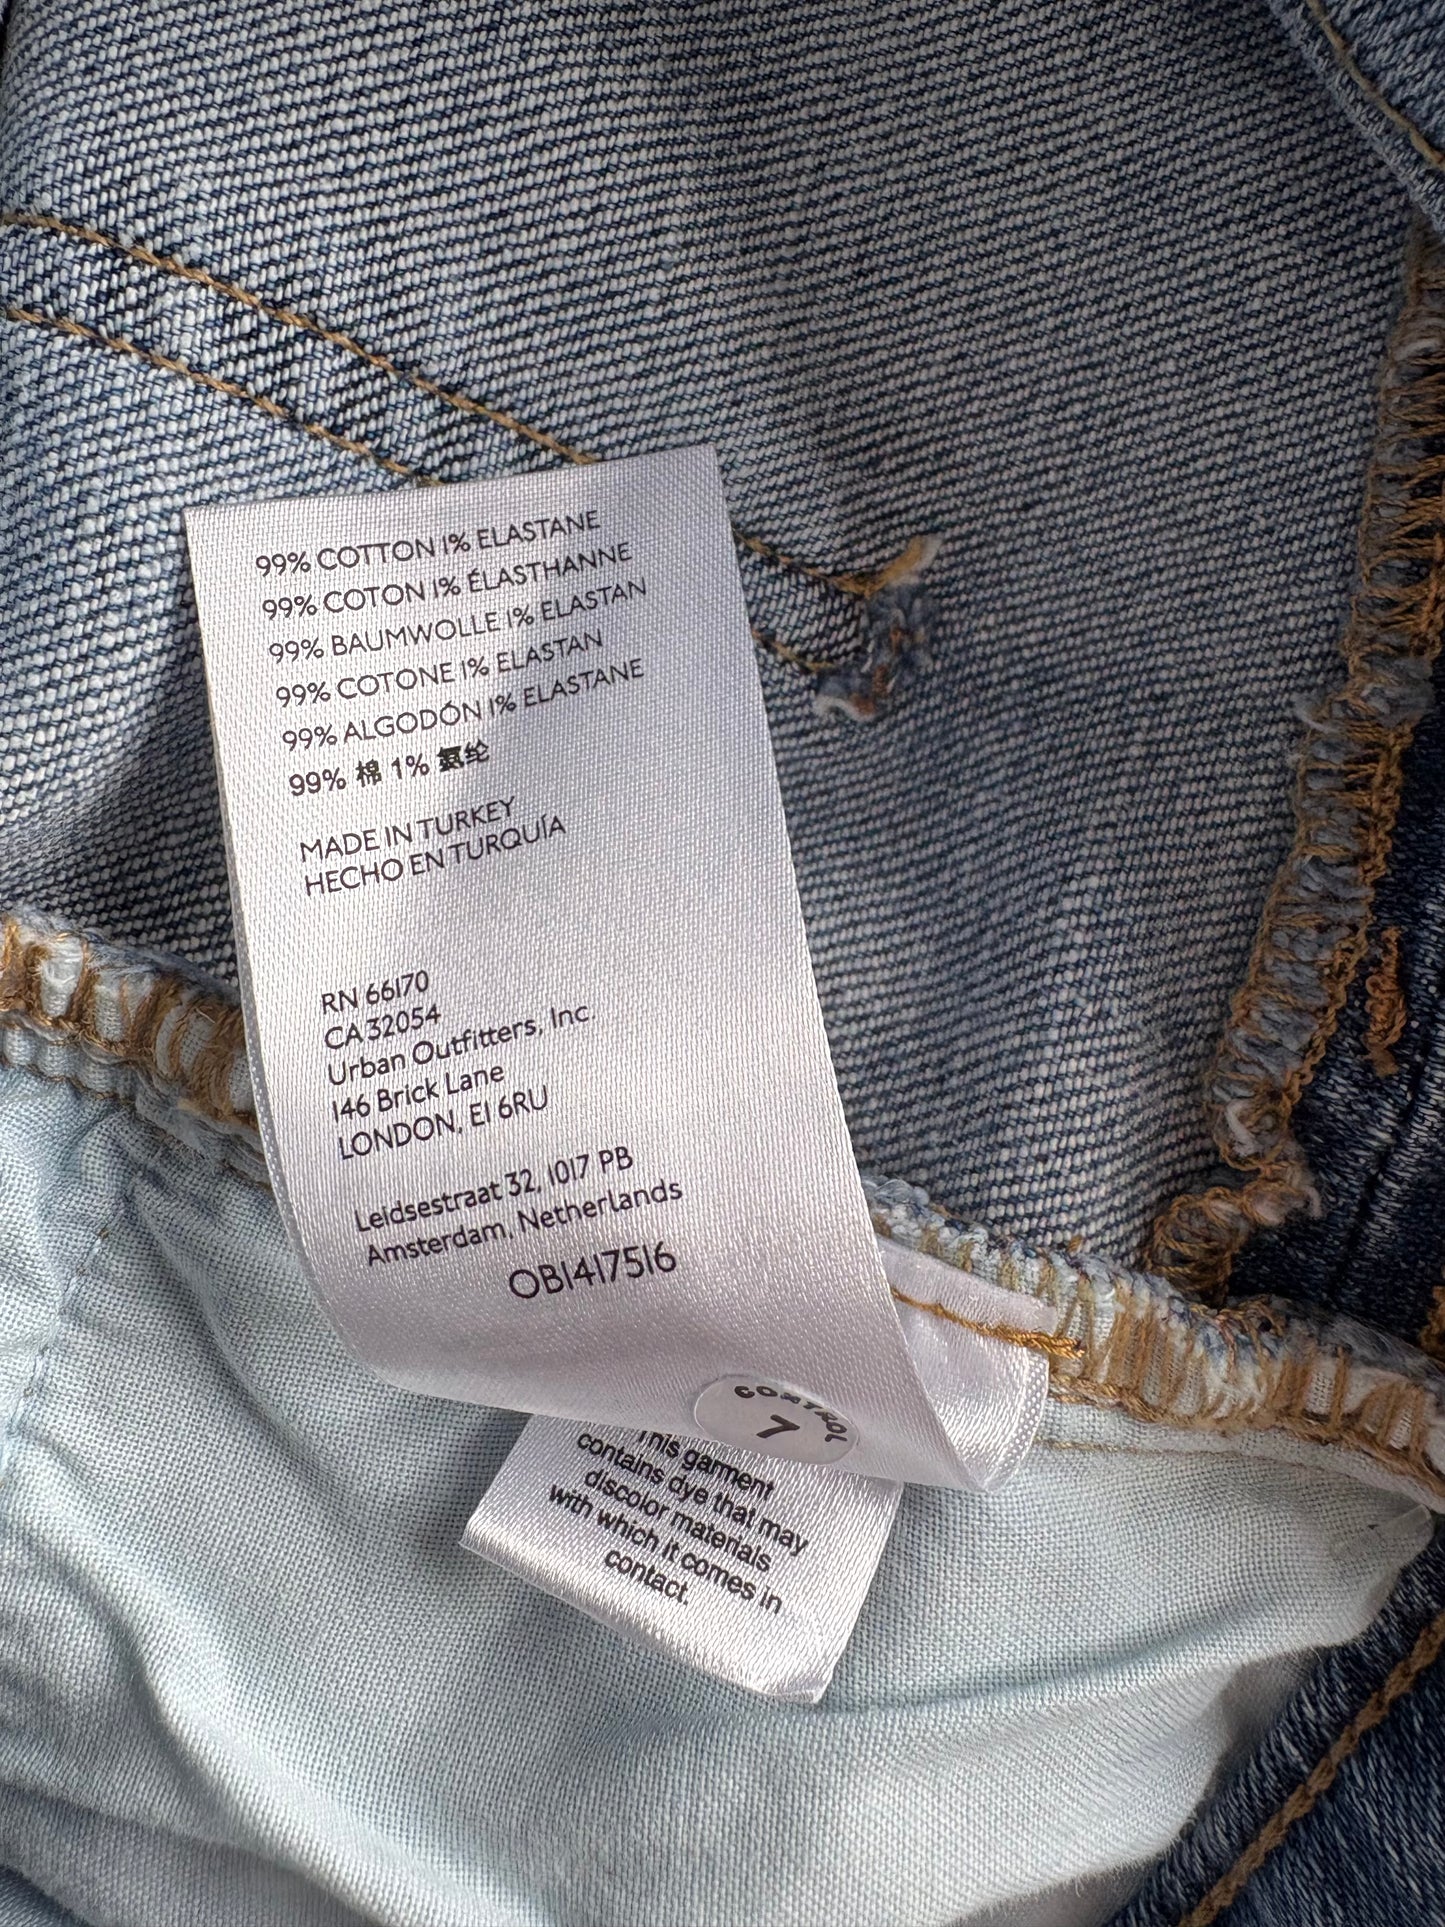 99% COTTON 1% ELASTANE
99% COTON 1% ÉLASTHANNE
99% BAUMWOLLE 1% ELASTAN
99% COTONE 1% ELASTAN
99% ALGODÓN 1% ELASTANE
99% 棉 1% 氨纶
MADE IN TURKEY
HECHO EN TURQUÍA
RN 66170
CA 32054
Urban Outfitters, Inc.
146 Brick Lane
LONDON, E1 6RU
Leidsestraat 32, 1017 PB
Amsterdam, Netherlands
OB1417516
CONTROL
7
This garment
contains dye that may
discolor materials
with which it comes in
contact.